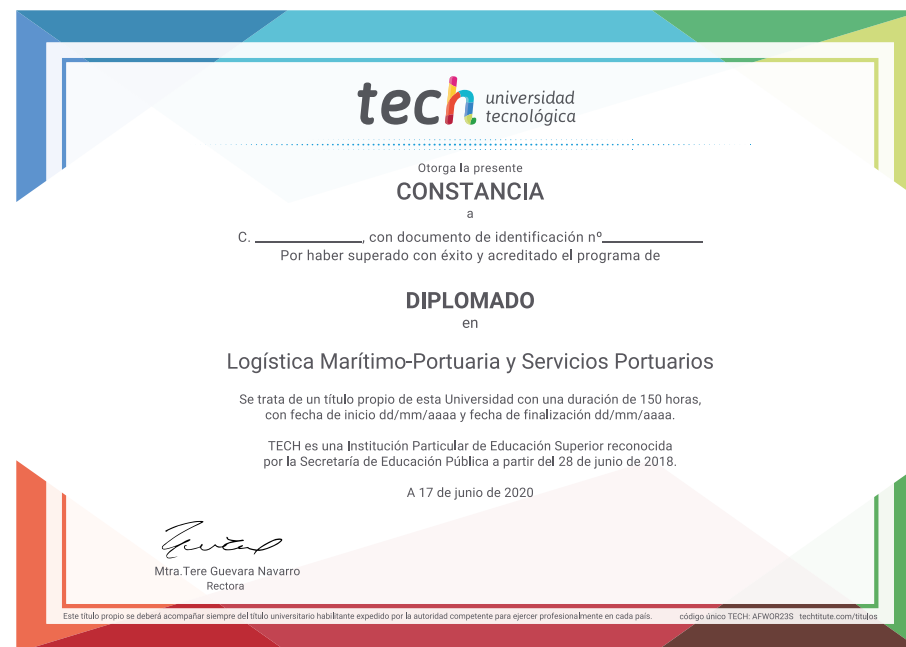 tech universidad
tecnológica
Otorga la presente
CONSTANCIA
a
C. ____________, con documento de identificación nº____________
Por haber superado con éxito y acreditado el programa de
DIPLOMADO
en
Logística Marítimo-Portuaria y Servicios Portuarios
Se trata de un título propio de esta Universidad con una duración de 150 horas,
con fecha de inicio dd/mm/aaaa y fecha de finalización dd/mm/aaaa.
TECH es una Institución Particular de Educación Superior reconocida
por la Secretaría de Educación Pública a partir del 28 de junio de 2018.
A 17 de junio de 2020
Mtra.Tere Guevara Navarro
Rectora
Este título propio se deberá acompañar siempre del título universitario habilitante expedido por la autoridad competente para ejercer profesionalmente en cada país. código único TECH: AFWOR23S techtitute.com/titulos